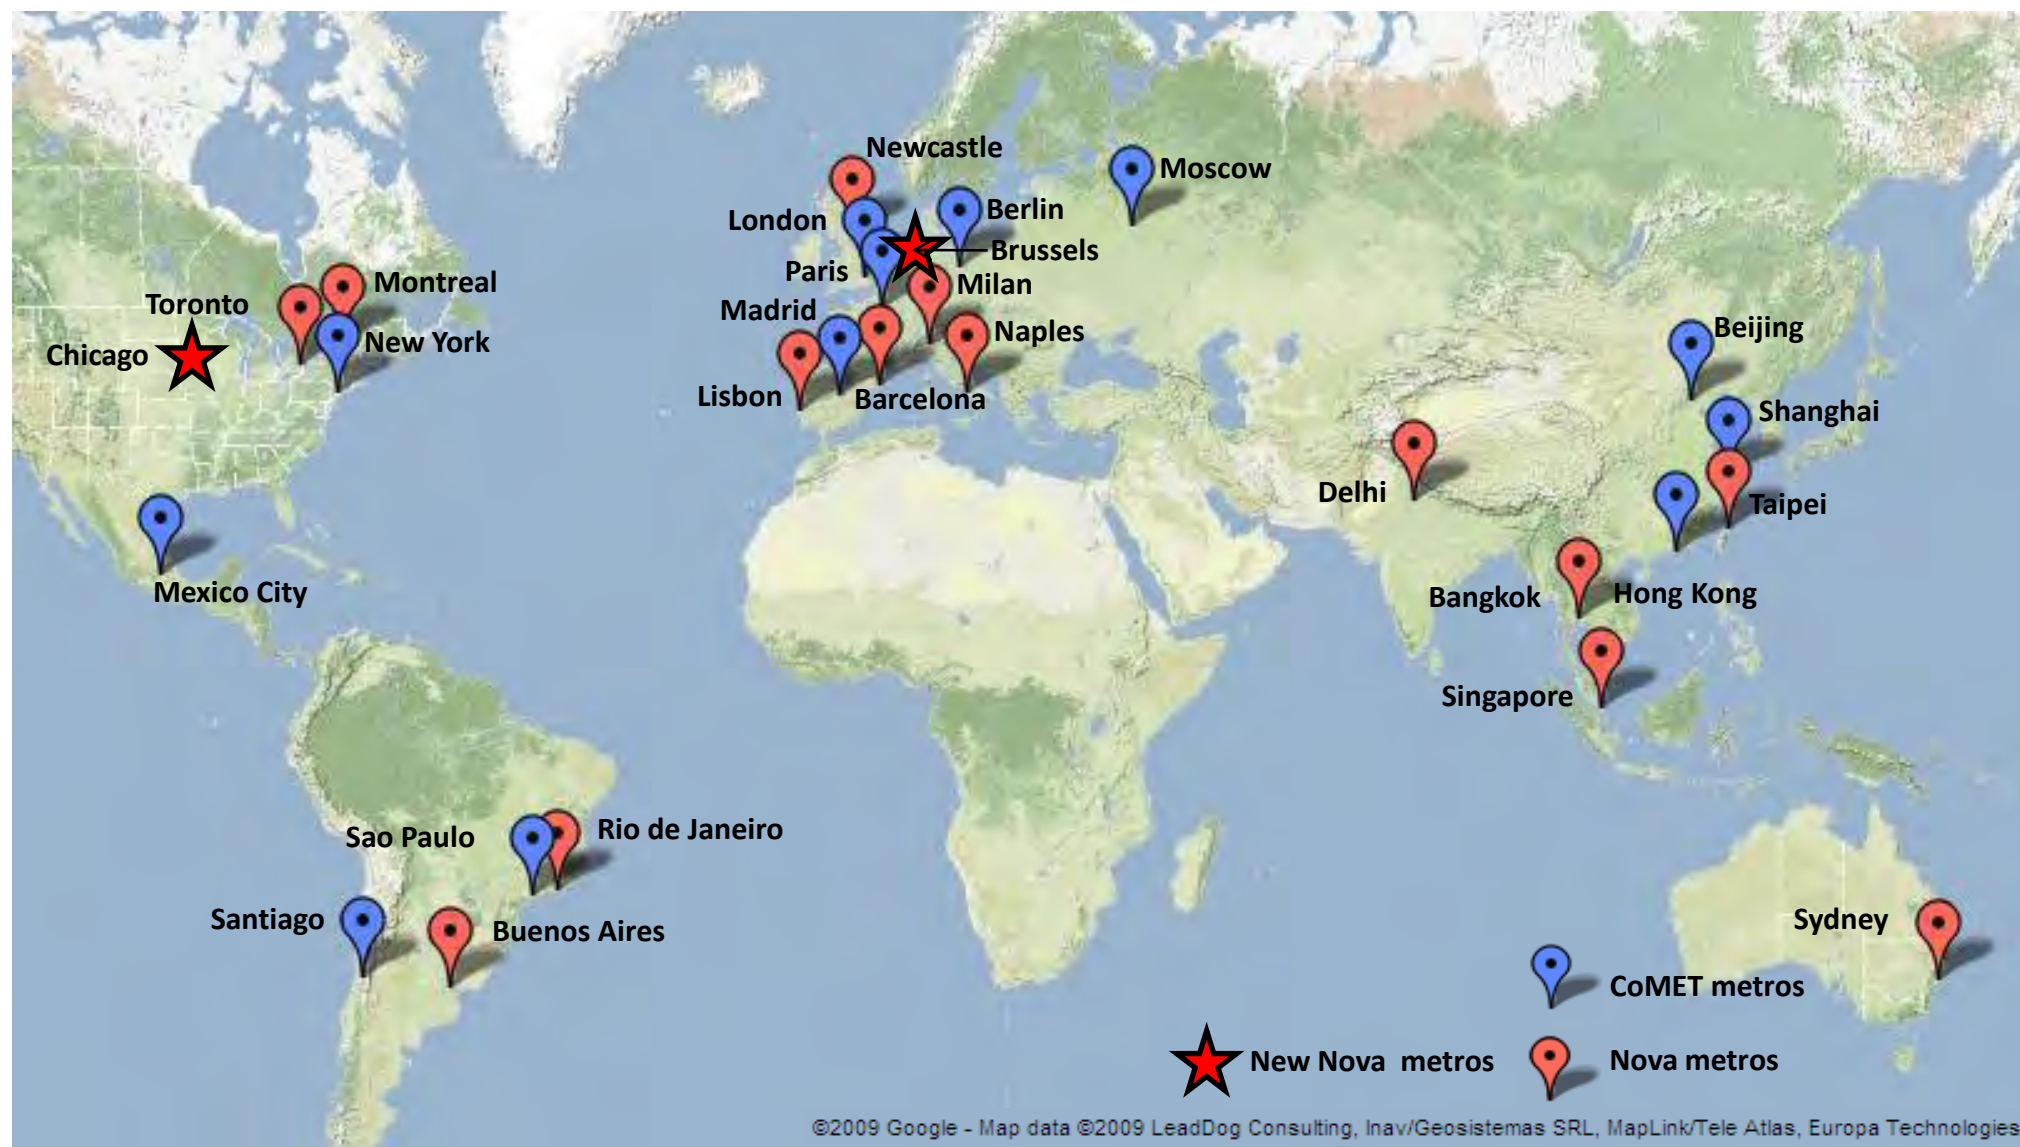 Newcastle
Moscow
London
Berlin
Brussels
Paris
Montreal
Milan
Toronto
Madrid
Beijing
Naples
New York
Chicago
Lisbon
Barcelona
Shanghai
Delhi
Taipei
Mexico City
Bangkok
Hong Kong
Singapore
Sao Paulo
Rio de Janeiro
Santiago
Buenos Aires
Sydney
CoMET metros
New Nova metros
Nova metros
©2009 Google - Map data ©2009 LeadDog Consulting, Inav/Geosistemas SRL, MapLink/Tele Atlas, Europa Technologies